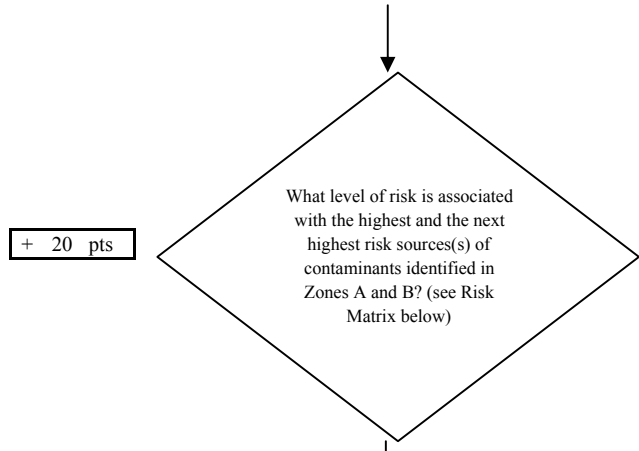 What level of risk is associated
with the highest and the next
highest risk sources(s) of
+ 20 pts
contaminants identified in
Zones A and B? (see Risk
Matrix below)